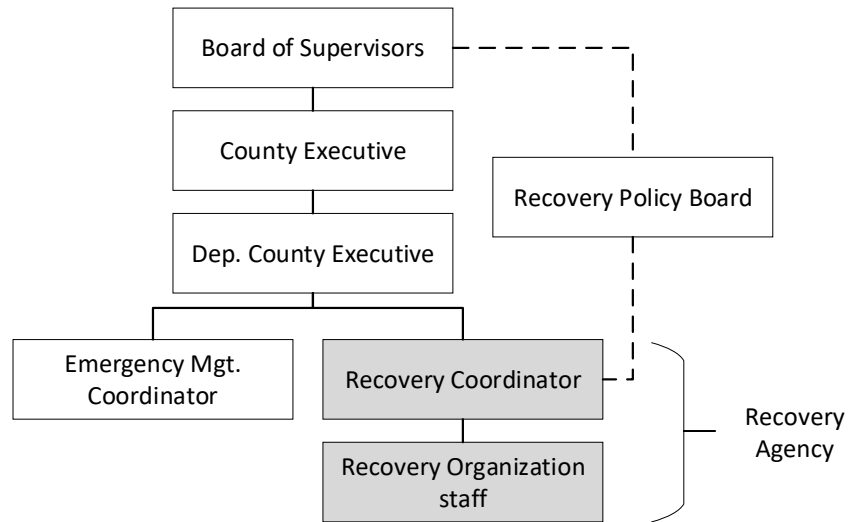 Board of Supervisors
County Executive
Recovery Policy Board
Dep. County Executive
Emergency Mgt.
Coordinator
Recovery Coordinator
Recovery
Agency
Recovery Organization
staff